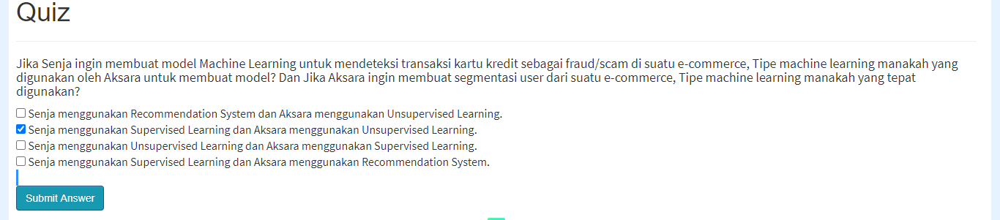 Quiz
Jika Senja ingin membuat model Machine Learning untuk mendeteksi transaksi kartu kredit sebagai fraud/scam di suatu e-commerce, Tipe machine learning manakah yang
digunakan oleh Aksara untuk membuat model? Dan Jika Aksara ingin membuat segmentasi user dari suatu e-commerce, Tipe machine learning manakah yang tepat
digunakan?
Senja menggunakan Recommendation System dan Aksara menggunakan Unsupervised Learning.
Senja menggunakan Supervised Learning dan Aksara menggunakan Unsupervised Learning.
Senja menggunakan Unsupervised Learning dan Aksara menggunakan Supervised Learning.
Senja menggunakan Supervised Learning dan Aksara menggunakan Recommendation System.
Submit Answer